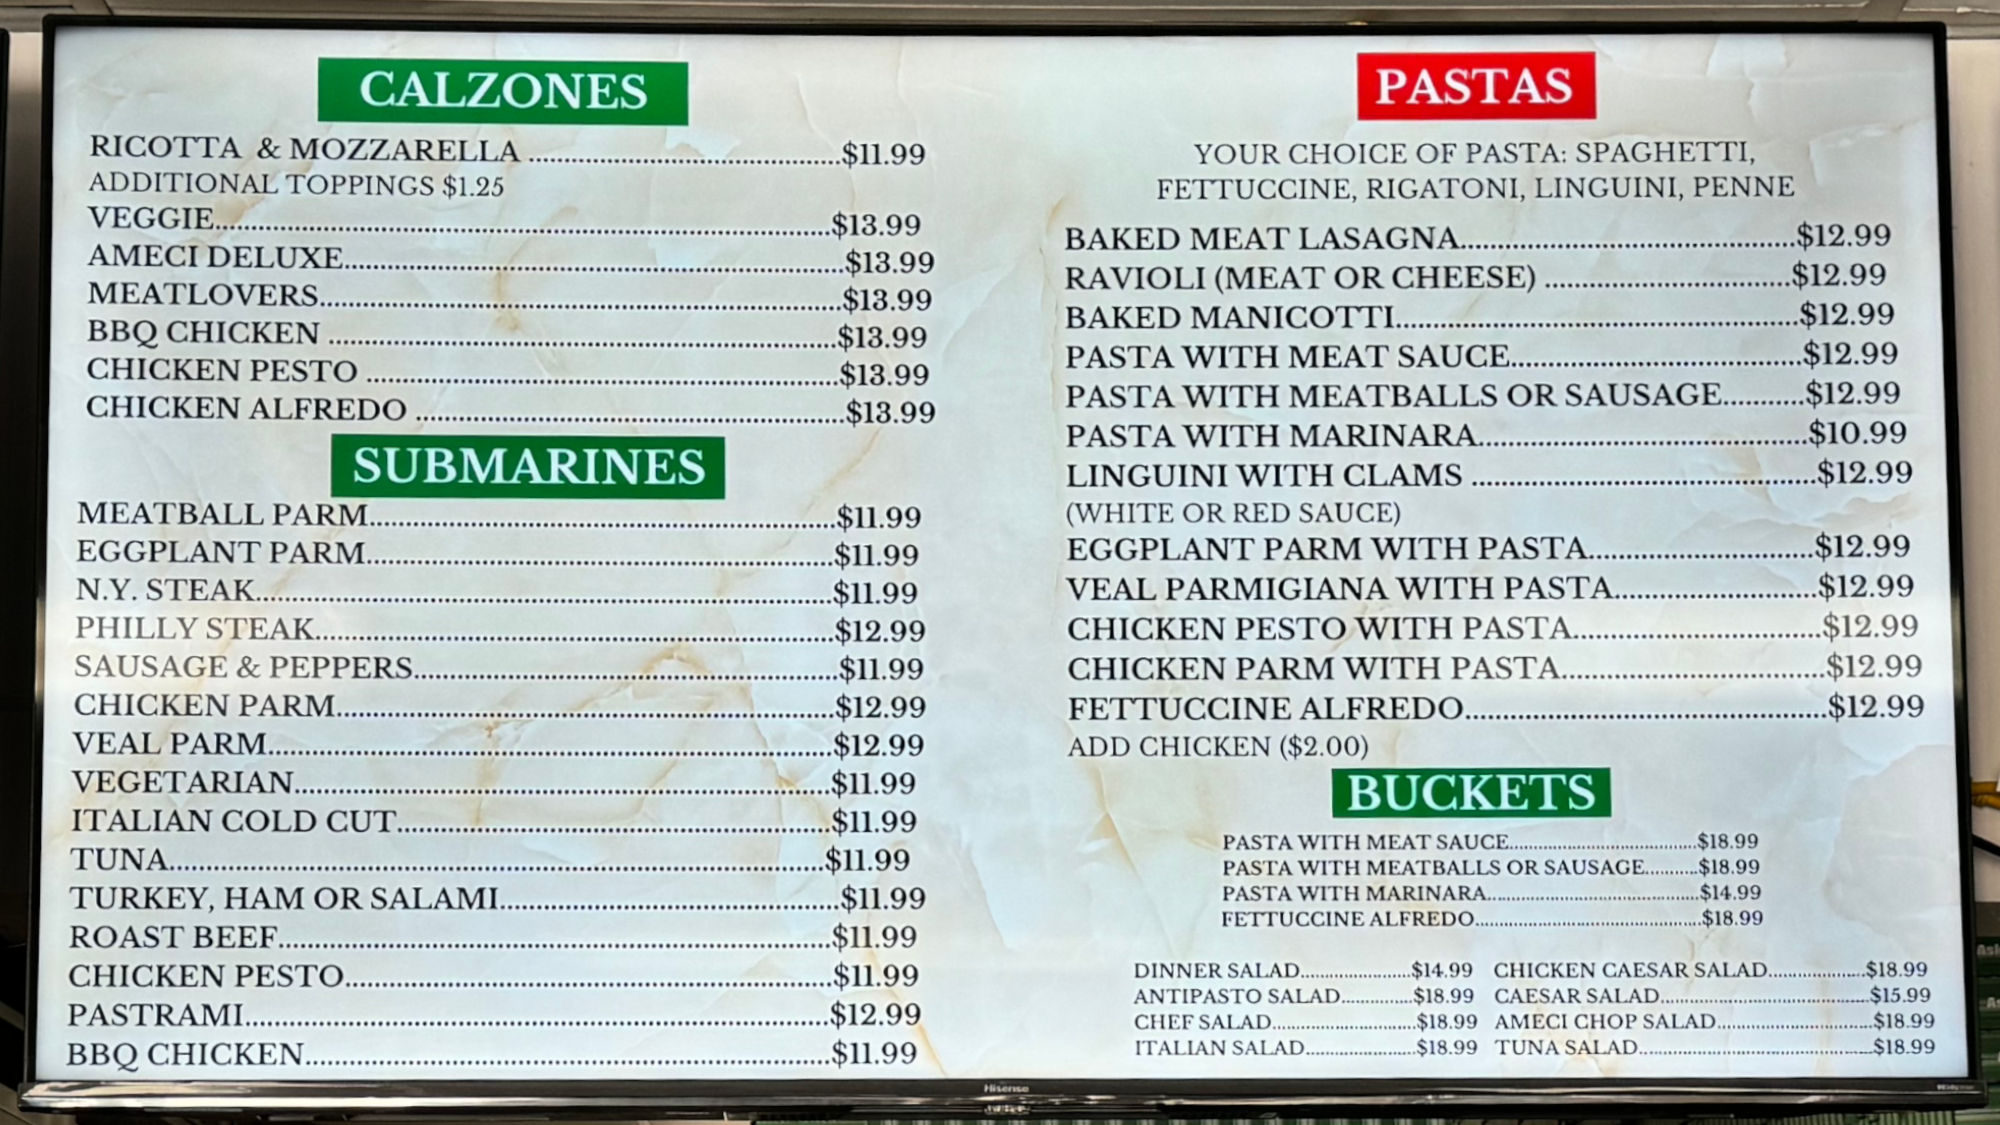 CALZONES
RICOTTA & MOZZARELLA ....................$11.99
ADDITIONAL TOPPINGS $1.25
VEGGIE....................$13.99
AMECI DELUXE....................$13.99
MEATLOVERS....................$13.99
BBQ CHICKEN ....................$13.99
CHICKEN PESTO ....................$13.99
CHICKEN ALFREDO ....................$13.99
SUBMARINES
MEATBALL PARM....................$11.99
EGGPLANT PARM....................$11.99
N.Y. STEAK....................$11.99
PHILLY STEAK....................$12.99
SAUSAGE & PEPPERS....................$11.99
CHICKEN PARM....................$12.99
VEAL PARM....................$12.99
VEGETARIAN....................$11.99
ITALIAN COLD CUT....................$11.99
TUNA....................$11.99
TURKEY, HAM OR SALAMI....................$11.99
ROAST BEEF....................$11.99
CHICKEN PESTO....................$11.99
PASTRAMI....................$12.99
BBQ CHICKEN....................$11.99
PASTAS
YOUR CHOICE OF PASTA: SPAGHETTI,
FETTUCCINE, RIGATONI, LINGUINI, PENNE
BAKED MEAT LASAGNA....................$12.99
RAVIOLI (MEAT OR CHEESE) ....................$12.99
BAKED MANICOTTI....................$12.99
PASTA WITH MEAT SAUCE....................$12.99
PASTA WITH MEATBALLS OR SAUSAGE..........$12.99
PASTA WITH MARINARA....................$10.99
LINGUINI WITH CLAMS ....................$12.99
(WHITE OR RED SAUCE)
EGGPLANT PARM WITH PASTA....................$12.99
VEAL PARMIGIANA WITH PASTA....................$12.99
CHICKEN PESTO WITH PASTA....................$12.99
CHICKEN PARM WITH PASTA....................$12.99
FETTUCCINE ALFREDO....................$12.99
ADD CHICKEN ($2.00)
BUCKETS
PASTA WITH MEAT SAUCE....................$18.99
PASTA WITH MEATBALLS OR SAUSAGE..........$18.99
PASTA WITH MARINARA....................$14.99
FETTUCCINE ALFREDO....................$18.99
DINNER SALAD....................$14.99
ANTIPASTO SALAD..............$18.99
CHEF SALAD....................$18.99
ITALIAN SALAD....................$18.99
CHICKEN CAESAR SALAD....................$18.99
CAESAR SALAD....................$15.99
AMECI CHOP SALAD....................$18.99
TUNA SALAD....................$18.99
Hisense